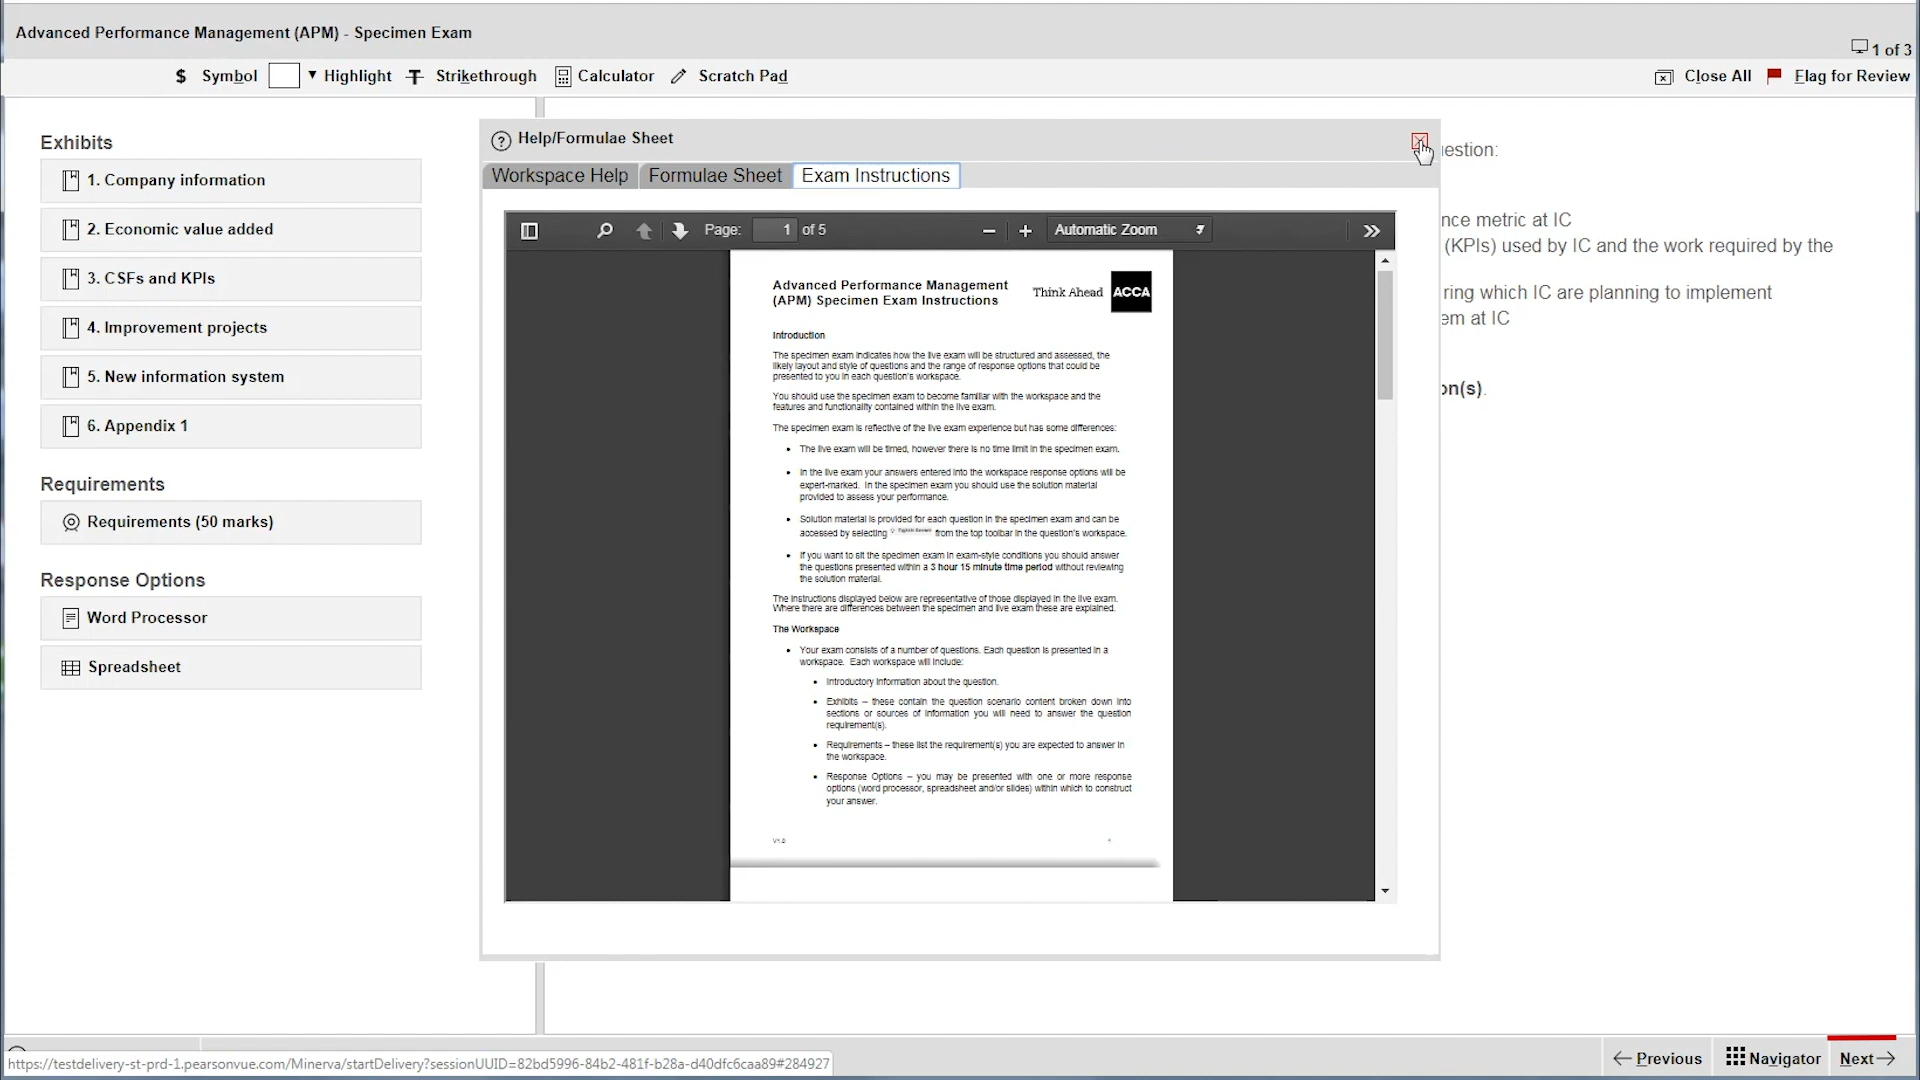 Advanced Performance Management (APM) - Specimen Exam
1 of 3
$ Symbol Highlight Strikethrough Calculator Scratch Pad
Close All Flag for Review
Exhibits
1. Company information
2. Economic value added
3. CSFs and KPIs
4. Improvement projects
5. New information system
6. Appendix 1
Requirements
Requirements (50 marks)
Response Options
Word Processor
Spreadsheet
Help/Formulae Sheet
Workspace Help Formulae Sheet Exam Instructions
Page: 1 of 5
Automatic Zoom
Advanced Performance Management
(APM) Specimen Exam Instructions
Think Ahead ACCA
Introduction
The specimen exam indicates how the live exam will be structured and assessed, the
likely layout and style of questions and the range of response options that could be
presented to you in each question's workspace.
You should use the specimen exam to become familiar with the workspace and the
features and functionality contained within the live exam.
The specimen exam is reflective of the live exam experience but has some differences:
• The live exam will be timed, however there is no time limit in the specimen exam.
• In the live exam your answers entered into the workspace response options will be
expert-marked. In the specimen exam you should use the solution material
provided to assess your performance.
• Solution material is provided for each question in the specimen exam and can be
accessed by selecting from the top toolbar in the question's workspace.
• If you want to sit the specimen exam in exam-style conditions you should answer
the questions presented within a 3 hour 15 minute time period without reviewing
the solution material.
The instructions displayed below are representative of those displayed in the live exam.
Where there are differences between the specimen and live exam these are explained.
The Workspace
• Your exam consists of a number of questions. Each question is presented in a
workspace. Each workspace will include:
• Introductory information about the question.
• Exhibits – these contain the question scenario content broken down into
sections or sources of information you will need to answer the question
requirement(s).
• Requirements – these list the requirement(s) you are expected to answer in
the workspace.
• Response Options – you may be presented with one or more response
options (word processor, spreadsheet and/or slides) within which to construct
your answer.
V1.0
estion:
nce metric at IC
(KPIs) used by IC and the work required by the
ring which IC are planning to implement
em at IC
on(s).
https://testdelivery-st-prd-1.pearsonvue.com/Minerva/startDelivery?sessionUUID=82bd5996-84b2-481f-b28a-d40dfc6caa89#284927
Previous Navigator Next